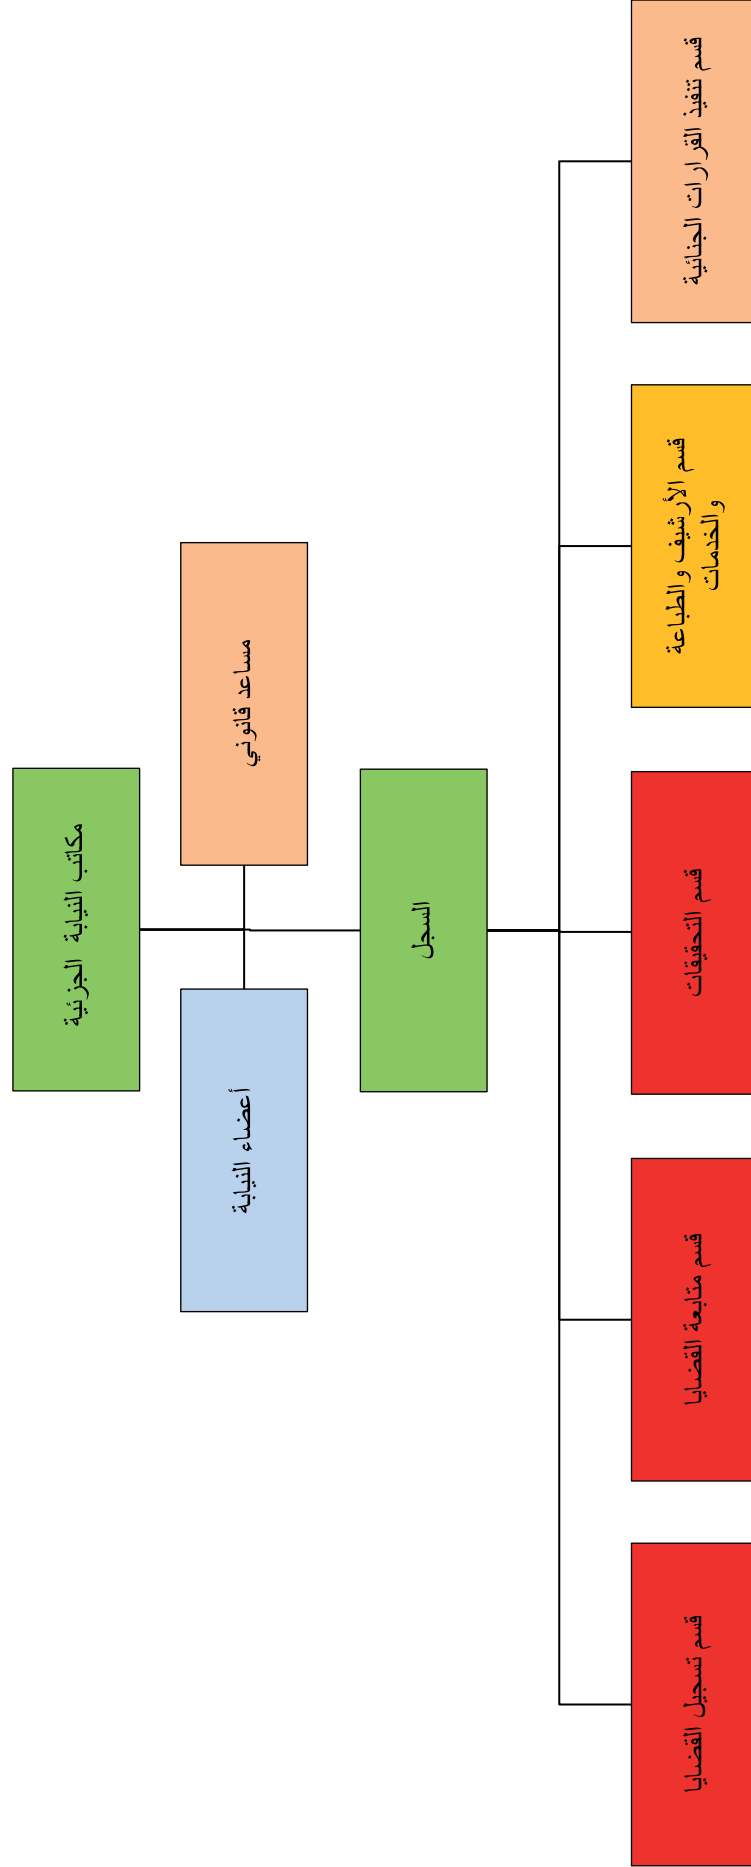 مكاتب النيابة الجزئية
مساعد قانوني
أعضاء النيابة
السجل
قسم تنفيذ القرارات الجنائية
قسم الأرشيف والطباعة
والخدمات
قسم التحقيقات
قسم متابعة القضايا
قسم تسجيل القضايا